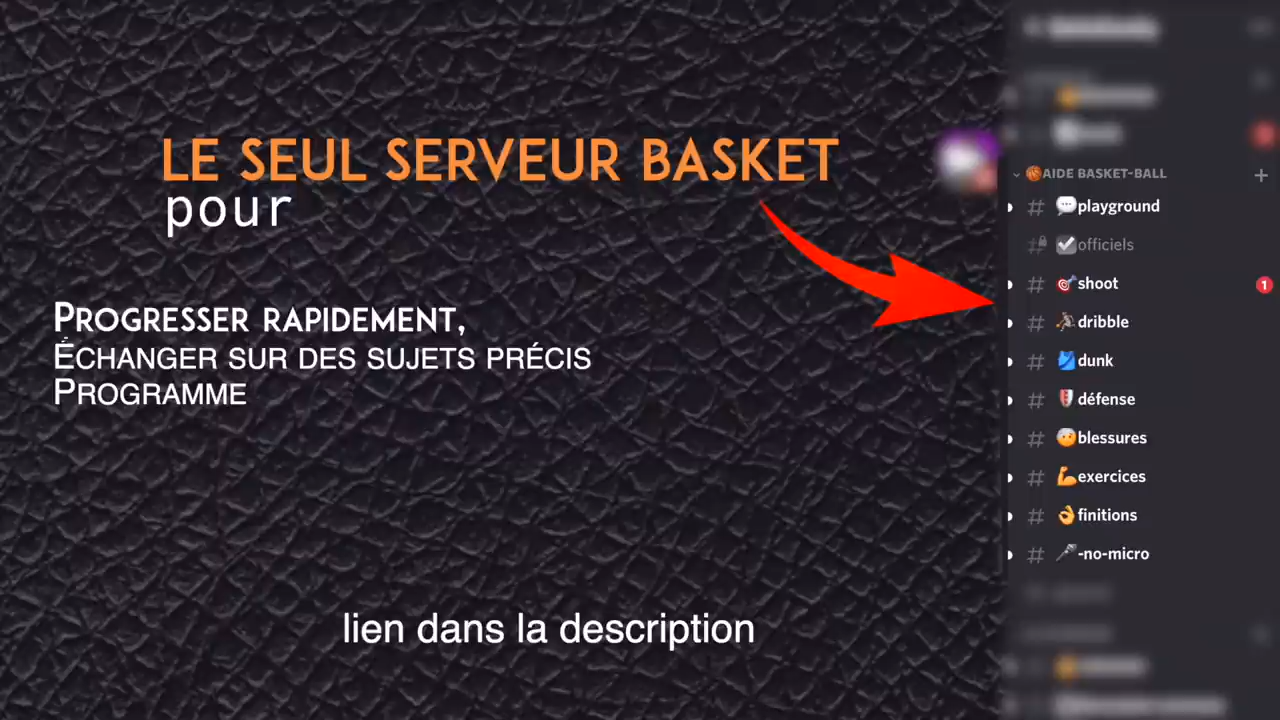 LE SEUL SERVEUR BASKET
pour
PROGRESSER RAPIDEMENT,
ÉCHANGER SUR DES SUJETS PRÉCIS
PROGRAMME
lien dans la description
AIDE BASKET-BALL
playground
officiels
shoot
1
dribble
dunk
défense
blessures
exercices
finitions
-no-micro